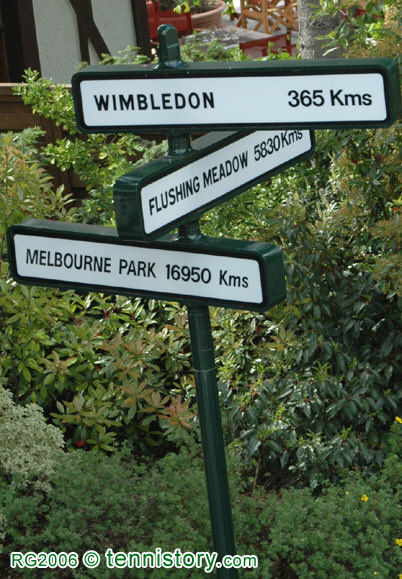 WIMBLEDON 365 Kms
FLUSHING MEADOW 5830 Kms
MELBOURNE PARK 16950 Kms
RG2006 © tennistory.com